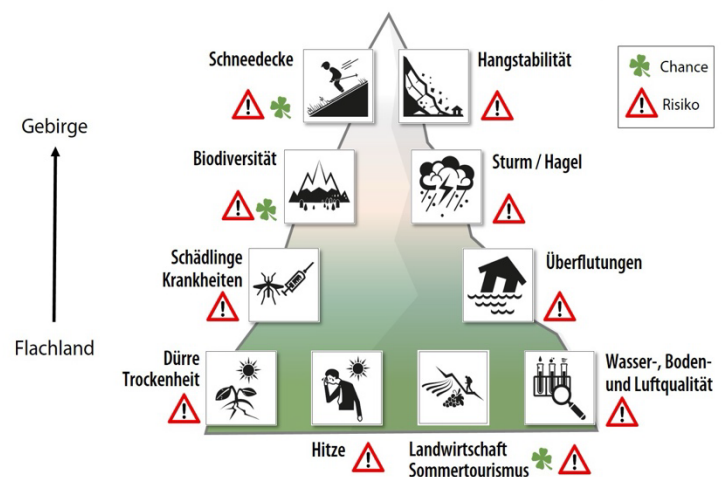 Schneedecke
Hangstabilität
Chance
Risiko
Gebirge
Biodiversität
Sturm / Hagel
Schädlinge
Krankheiten
Überflutungen
Flachland
Dürre
Trockenheit
Wasser-, Boden-
und Luftqualität
Hitze
Landwirtschaft
Sommertourismus